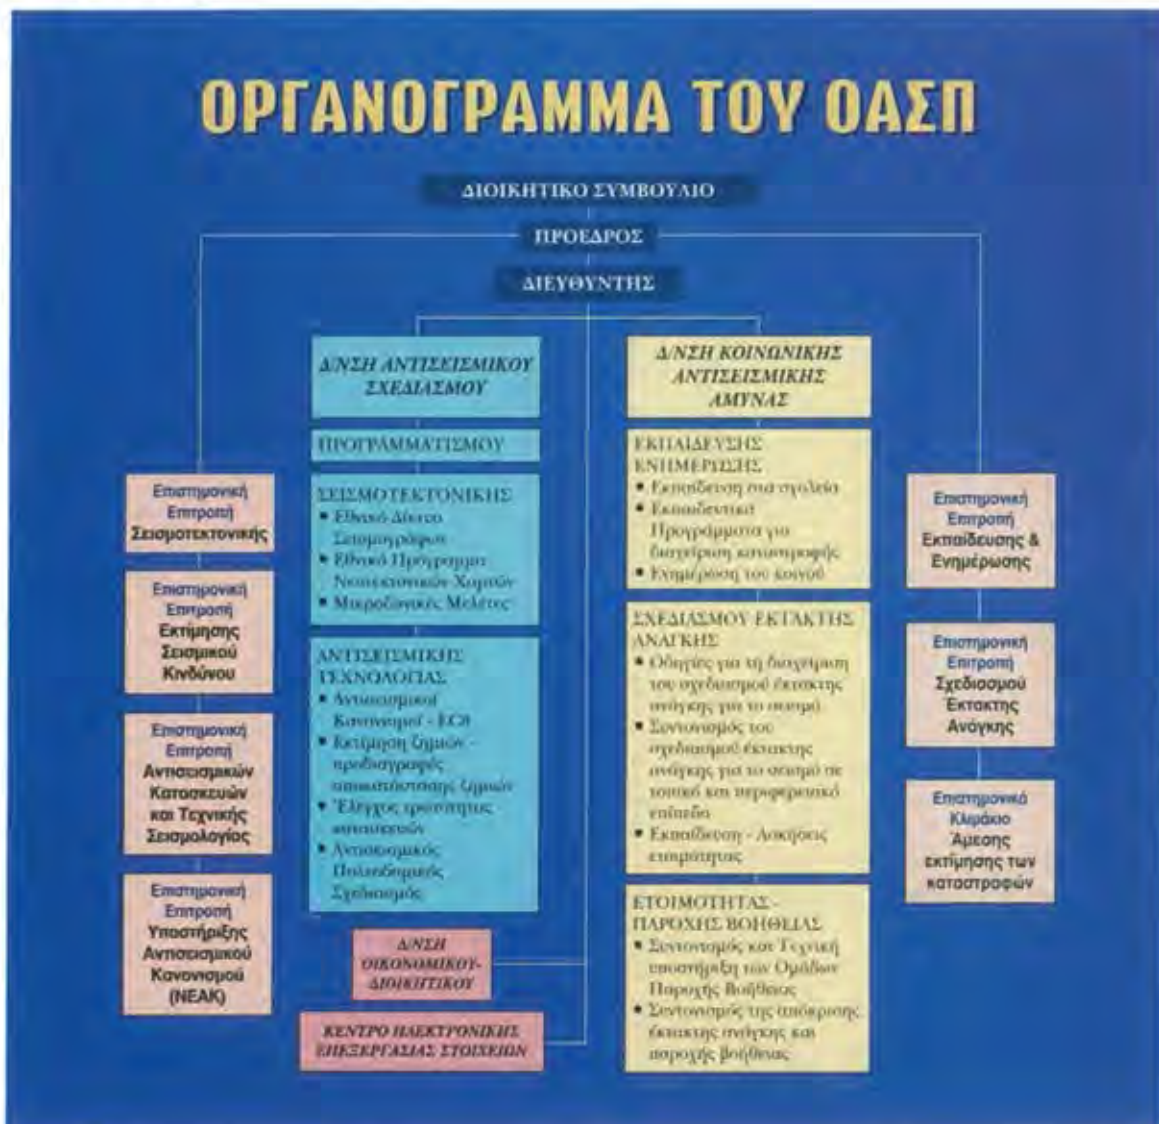 ΟΡΓΑΝΟΓΡΑΜΜΑ ΤΟΥ ΟΑΣΠ
ΔΙΟΙΚΗΤΙΚΟ ΣΥΜΒΟΥΛΙΟ
ΠΡΟΕΔΡΟΣ
ΔΙΕΥΘΥΝΤΗΣ
Επιστημονική
Επιτροπή
Σεισμοτεκτονικής
Επιστημονική
Επιτροπή
Εκτίμησης
Σεισμικού
Κινδύνου
Επιστημονική
Επιτροπή
Αντισεισμικών
Κατασκευών
και Τεχνικής
Σεισμολογίας
Επιστημονική
Επιτροπή
Υποστήριξης
Αντισεισμικού
Κανονισμού
(ΝΕΑΚ)
Δ/ΝΣΗ ΑΝΤΙΣΕΙΣΜΙΚΟΥ
ΣΧΕΔΙΑΣΜΟΥ
ΠΡΟΓΡΑΜΜΑΤΙΣΜΟΥ
ΣΕΙΣΜΟΤΕΚΤΟΝΙΚΗΣ
• Εθνικό Δίκτυο
Σεισμογράφων
• Εθνικό Πρόγραμμα
Νεοτεκτονικών Χαρτών
• Μικροζωνικές Μελέτες
ΑΝΤΙΣΕΙΣΜΙΚΗΣ
ΤΕΧΝΟΛΟΓΙΑΣ
• Αντισεισμικοί
Κανονισμοί - EC8
• Εκτίμηση ζημιών -
προδιαγραφές
αποκατάστασης ζημιών
• Έλεγχος τρωτότητας
κατασκευών
• Αντισεισμικός
Πολεοδομικός
Σχεδιασμός
Δ/ΝΣΗ
ΟΙΚΟΝΟΜΙΚΟΥ-
ΔΙΟΙΚΗΤΙΚΟΥ
ΚΕΝΤΡΟ ΗΛΕΚΤΡΟΝΙΚΗΣ
ΕΠΕΞΕΡΓΑΣΙΑΣ ΣΤΟΙΧΕΙΩΝ
Δ/ΝΣΗ ΚΟΙΝΩΝΙΚΗΣ
ΑΝΤΙΣΕΙΣΜΙΚΗΣ
ΑΜΥΝΑΣ
ΕΚΠΑΙΔΕΥΣΗΣ
ΕΝΗΜΕΡΩΣΗΣ
• Εκπαίδευση στα σχολεία
• Εκπαιδευτικά
Προγράμματα για
διαχείριση καταστροφής
• Ενημέρωση του κοινού
ΣΧΕΔΙΑΣΜΟΥ ΕΚΤΑΚΤΗΣ
ΑΝΑΓΚΗΣ
• Οδηγίες για τη διαχείριση
του σχεδιασμού έκτακτης
ανάγκης για το σεισμό
• Συντονισμός του
σχεδιασμού έκτακτης
ανάγκης για το σεισμό σε
τοπικό και περιφερειακό
επίπεδο
• Εκπαίδευση - Ασκήσεις
ετοιμότητας
ΕΤΟΙΜΟΤΗΤΑΣ -
ΠΑΡΟΧΗΣ ΒΟΗΘΕΙΑΣ
• Συντονισμός και Τεχνική
υποστήριξη των Ομάδων
Παροχής Βοήθειας
• Συντονισμός της απόκρισης
έκτακτης ανάγκης και
παροχής βοήθειας
Επιστημονική
Επιτροπή
Εκπαίδευσης &
Ενημέρωσης
Επιστημονική
Επιτροπή
Σχεδιασμού
Έκτακτης
Ανάγκης
Επιστημονικό
Κλιμάκιο
Άμεσης
εκτίμησης των
καταστροφών